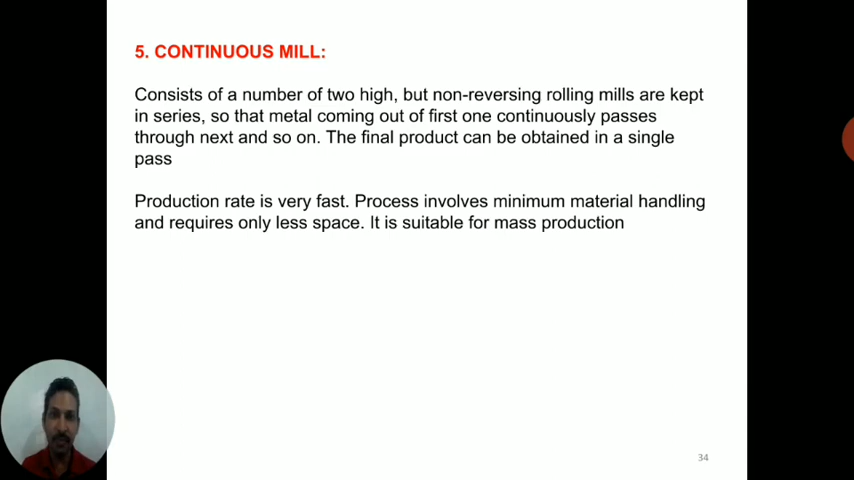 5. CONTINUOUS MILL:
Consists of a number of two high, but non-reversing rolling mills are kept
in series, so that metal coming out of first one continuously passes
through next and so on. The final product can be obtained in a single
pass
Production rate is very fast. Process involves minimum material handling
and requires only less space. It is suitable for mass production
34